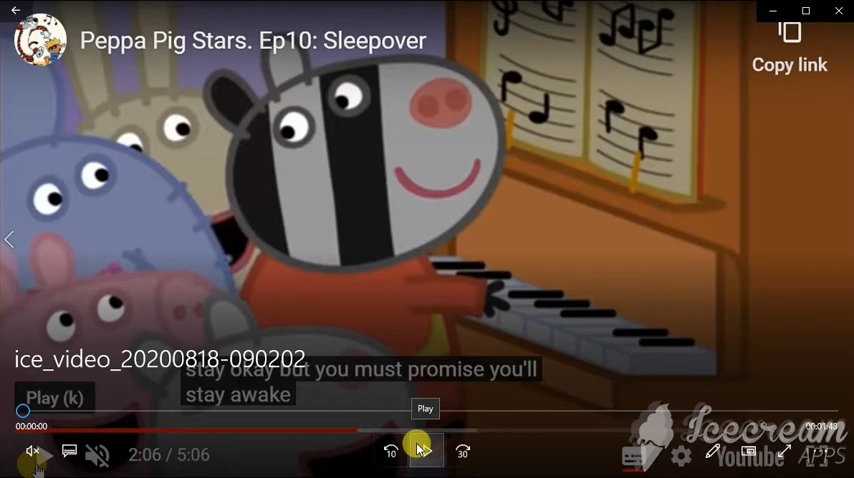 Peppa Pig Stars. Ep10: Sleepover
Copy link
ice_video_20200818-090202
stay okay but you must promise you'll
stay awake
Play (k)
Play
00:00:00
00:01:48
2:06 / 5:06
10
30
Icecream
YouTube APPS